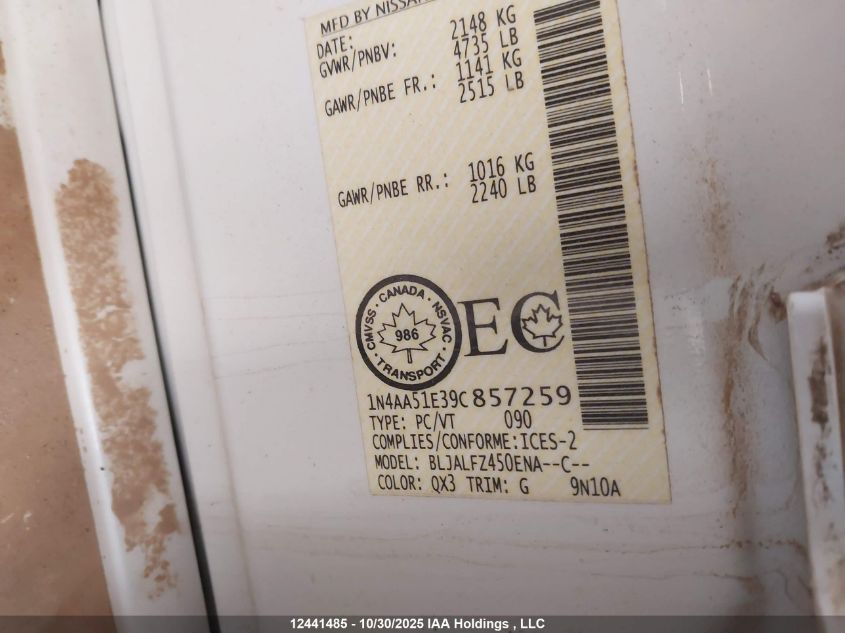 MFD BY NISSAN
DATE:
GVWR/PNBV: 2148 KG
4735 LB
GAWR/PNBE FR.: 1141 KG
2515 LB
GAWR/PNBE RR.: 1016 KG
2240 LB
CMVSS · CANADA · NSVAC · TRANSPORT ·
986
EC
1N4AA51E39C857259
TYPE: PC/VT 090
COMPLIES/CONFORME:ICES-2
MODEL: BLJALFZ450ENA--C--
COLOR: QX3 TRIM: G 9N10A
12441485 - 10/30/2025 IAA Holdings , LLC